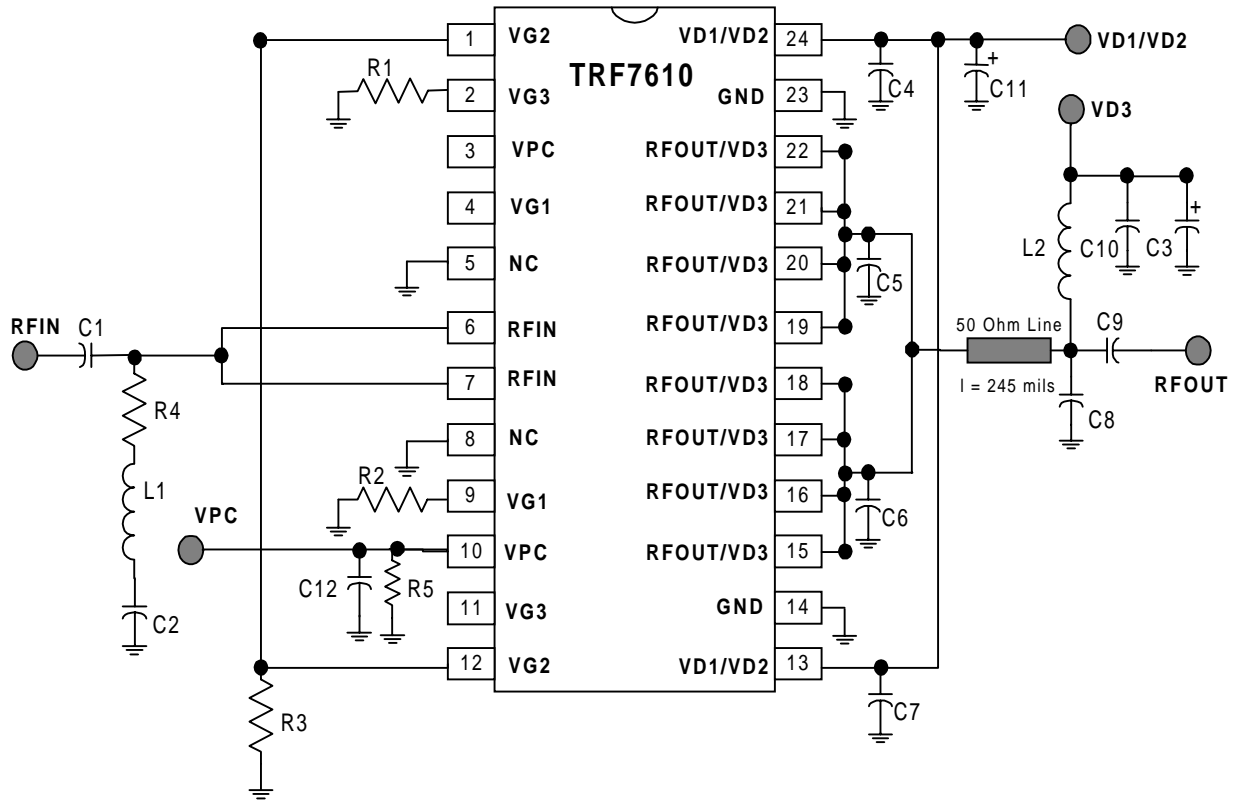 TRF7610
1 VG2
2 VG3
3 VPC
4 VG1
5 NC
6 RFIN
7 RFIN
8 NC
9 VG1
10 VPC
11 VG3
12 VG2
VD1/VD2 24
GND 23
RFOUT/VD3 22
RFOUT/VD3 21
RFOUT/VD3 20
RFOUT/VD3 19
RFOUT/VD3 18
RFOUT/VD3 17
RFOUT/VD3 16
RFOUT/VD3 15
GND 14
VD1/VD2 13
R1
RFIN
C1
R4
L1
C2
VPC
R2
C12
R5
R3
VD1/VD2
C4
+
C11
VD3
+
L2
C10
C3
C5
50 Ohm Line
l = 245 mils
C9
RFOUT
C8
C6
C7